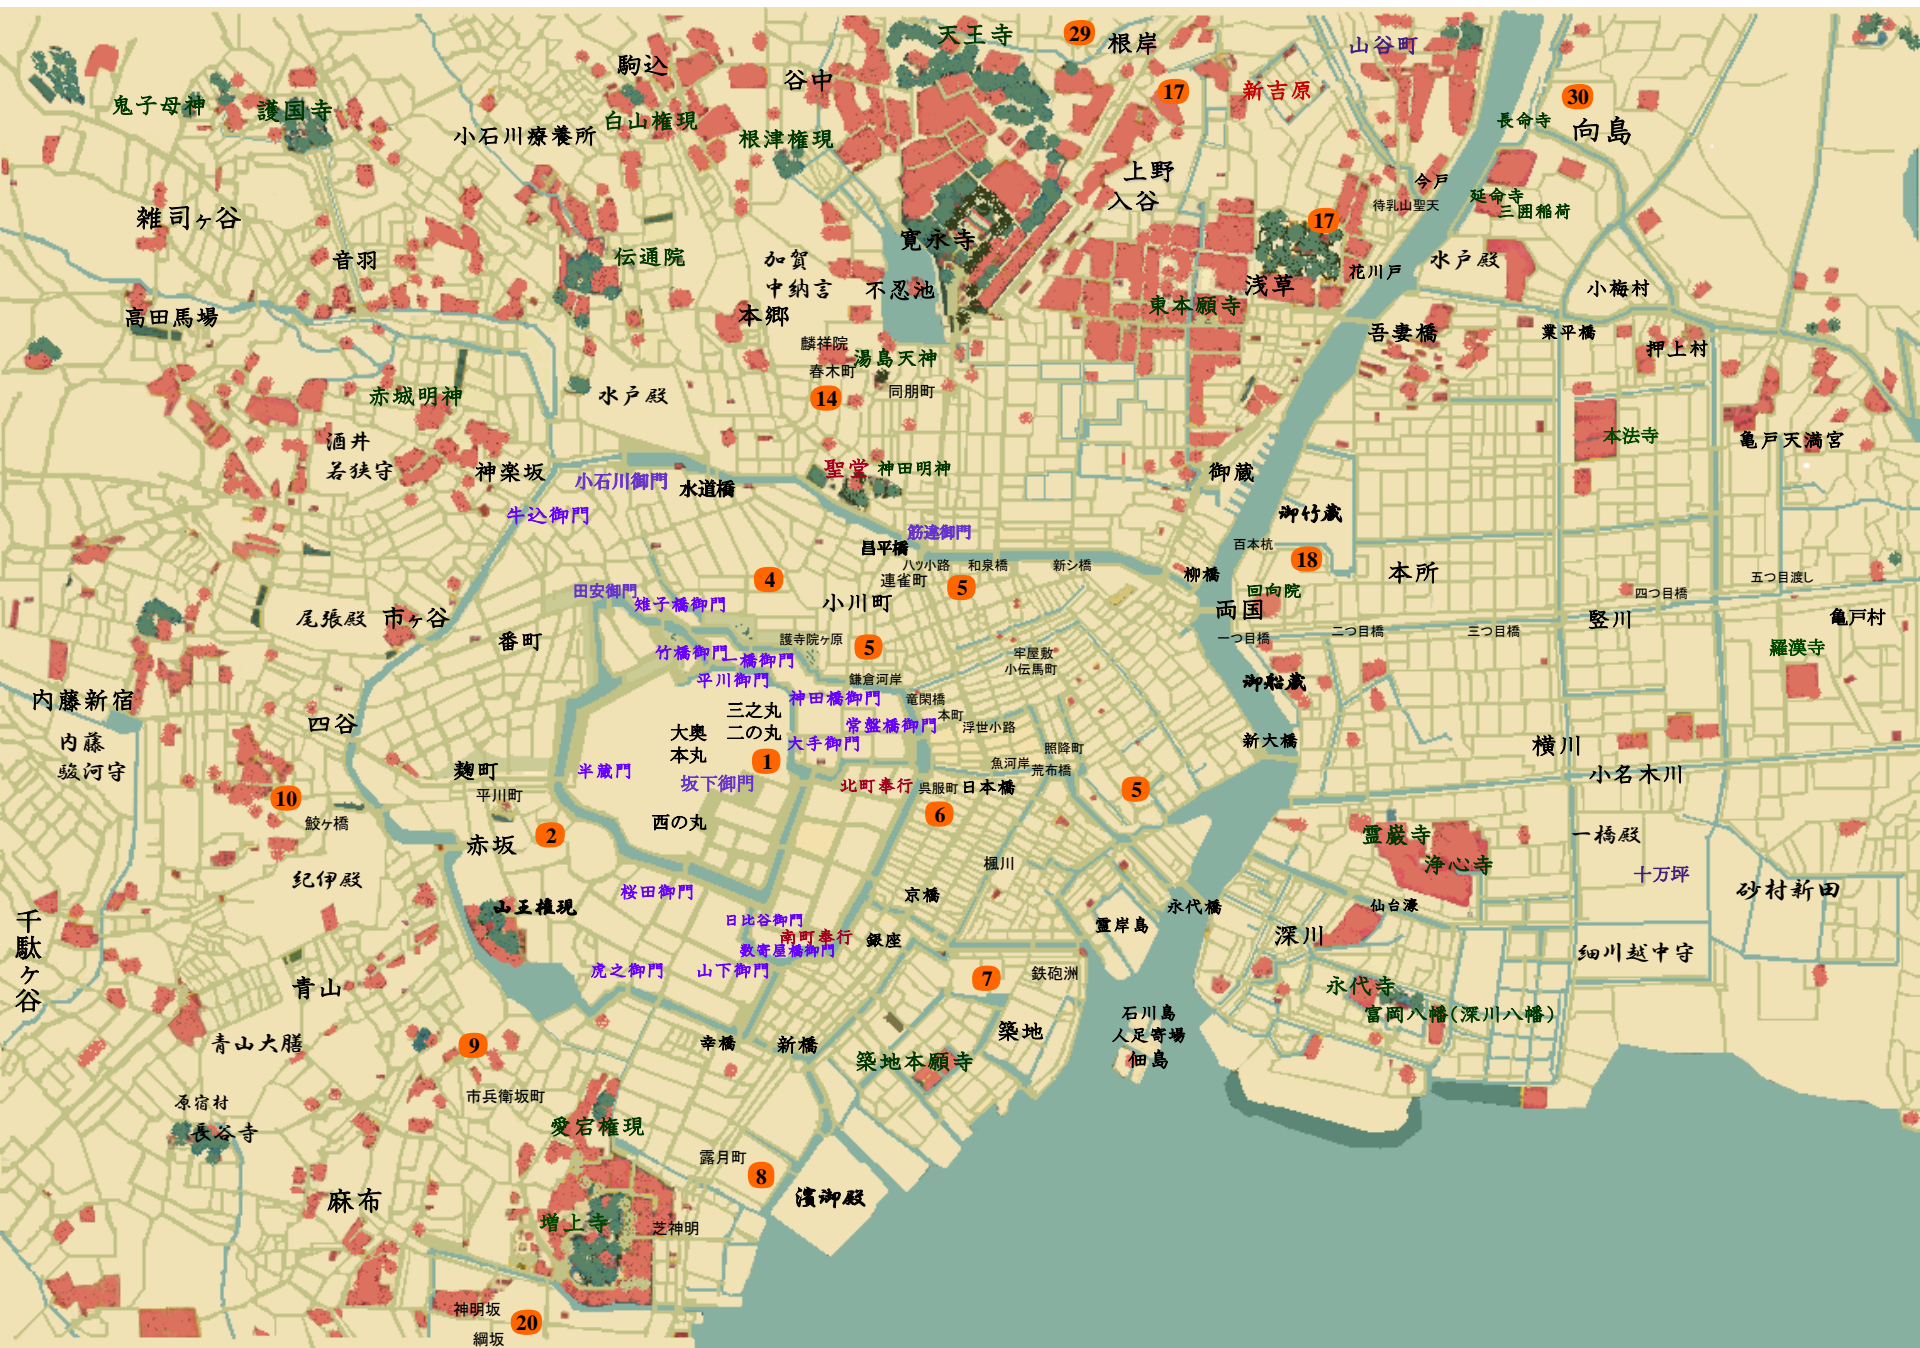 天王寺
29
根岸
山谷町
駒込
谷中
17
新吉原
30
鬼子母神
護国寺
小石川療養所
白山権現
根津権現
長命寺
向島
上野
入谷
今戸
待乳山聖天
延命寺
三囲稲荷
雑司ヶ谷
17
音羽
伝通院
加賀
中納言
寛永寺
不忍池
浅草
花川戸
水戸殿
小梅村
高田馬場
本郷
東本願寺
吾妻橋
業平橋
押上村
麟祥院
湯島天神
春木町
同朋町
14
赤城明神
水戸殿
酒井
若狭守
神楽坂
小石川御門
水道橋
聖堂
神田明神
御蔵
本法寺
亀戸天満宮
牛込御門
筋違御門
御竹蔵
昌平橋
百本杭
18
八ッ小路
和泉橋
新シ橋
柳橋
連雀町
4
5
本所
五つ目渡し
田安御門
雉子橋御門
小川町
回向院
両国
四つ目橋
竪川
亀戸村
尾張殿
市ヶ谷
番町
護寺院ヶ原
5
一つ目橋
二つ目橋
三つ目橋
羅漢寺
竹橋御門
一橋御門
牢屋敷
小伝馬町
平川御門
鎌倉河岸
御船蔵
内藤新宿
神田橋御門
竜閑橋
四谷
三之丸
二の丸
大奥
本丸
常盤橋御門
本町
浮世小路
内藤
駿河守
大手御門
照降町
新大橋
横川
麹町
半蔵門
1
魚河岸
荒布橋
小名木川
坂下御門
北町奉行
呉服町
日本橋
5
平川町
10
鮫ヶ橋
2
西の丸
6
赤坂
霊巌寺
一橋殿
浄心寺
楓川
紀伊殿
桜田御門
京橋
十万坪
砂村新田
山王権現
日比谷御門
永代橋
仙台濠
千駄ヶ谷
南町奉行
銀座
霊岸島
深川
数寄屋橋御門
細川越中守
虎之御門
山下御門
7
鉄砲洲
青山
永代寺
富岡八幡(深川八幡)
石川島
人足寄場
佃島
築地
青山大膳
9
幸橋
新橋
築地本願寺
市兵衛坂町
原宿村
長谷寺
愛宕権現
露月町
8
麻布
濱御殿
増上寺
芝神明
神明坂
20
綱坂